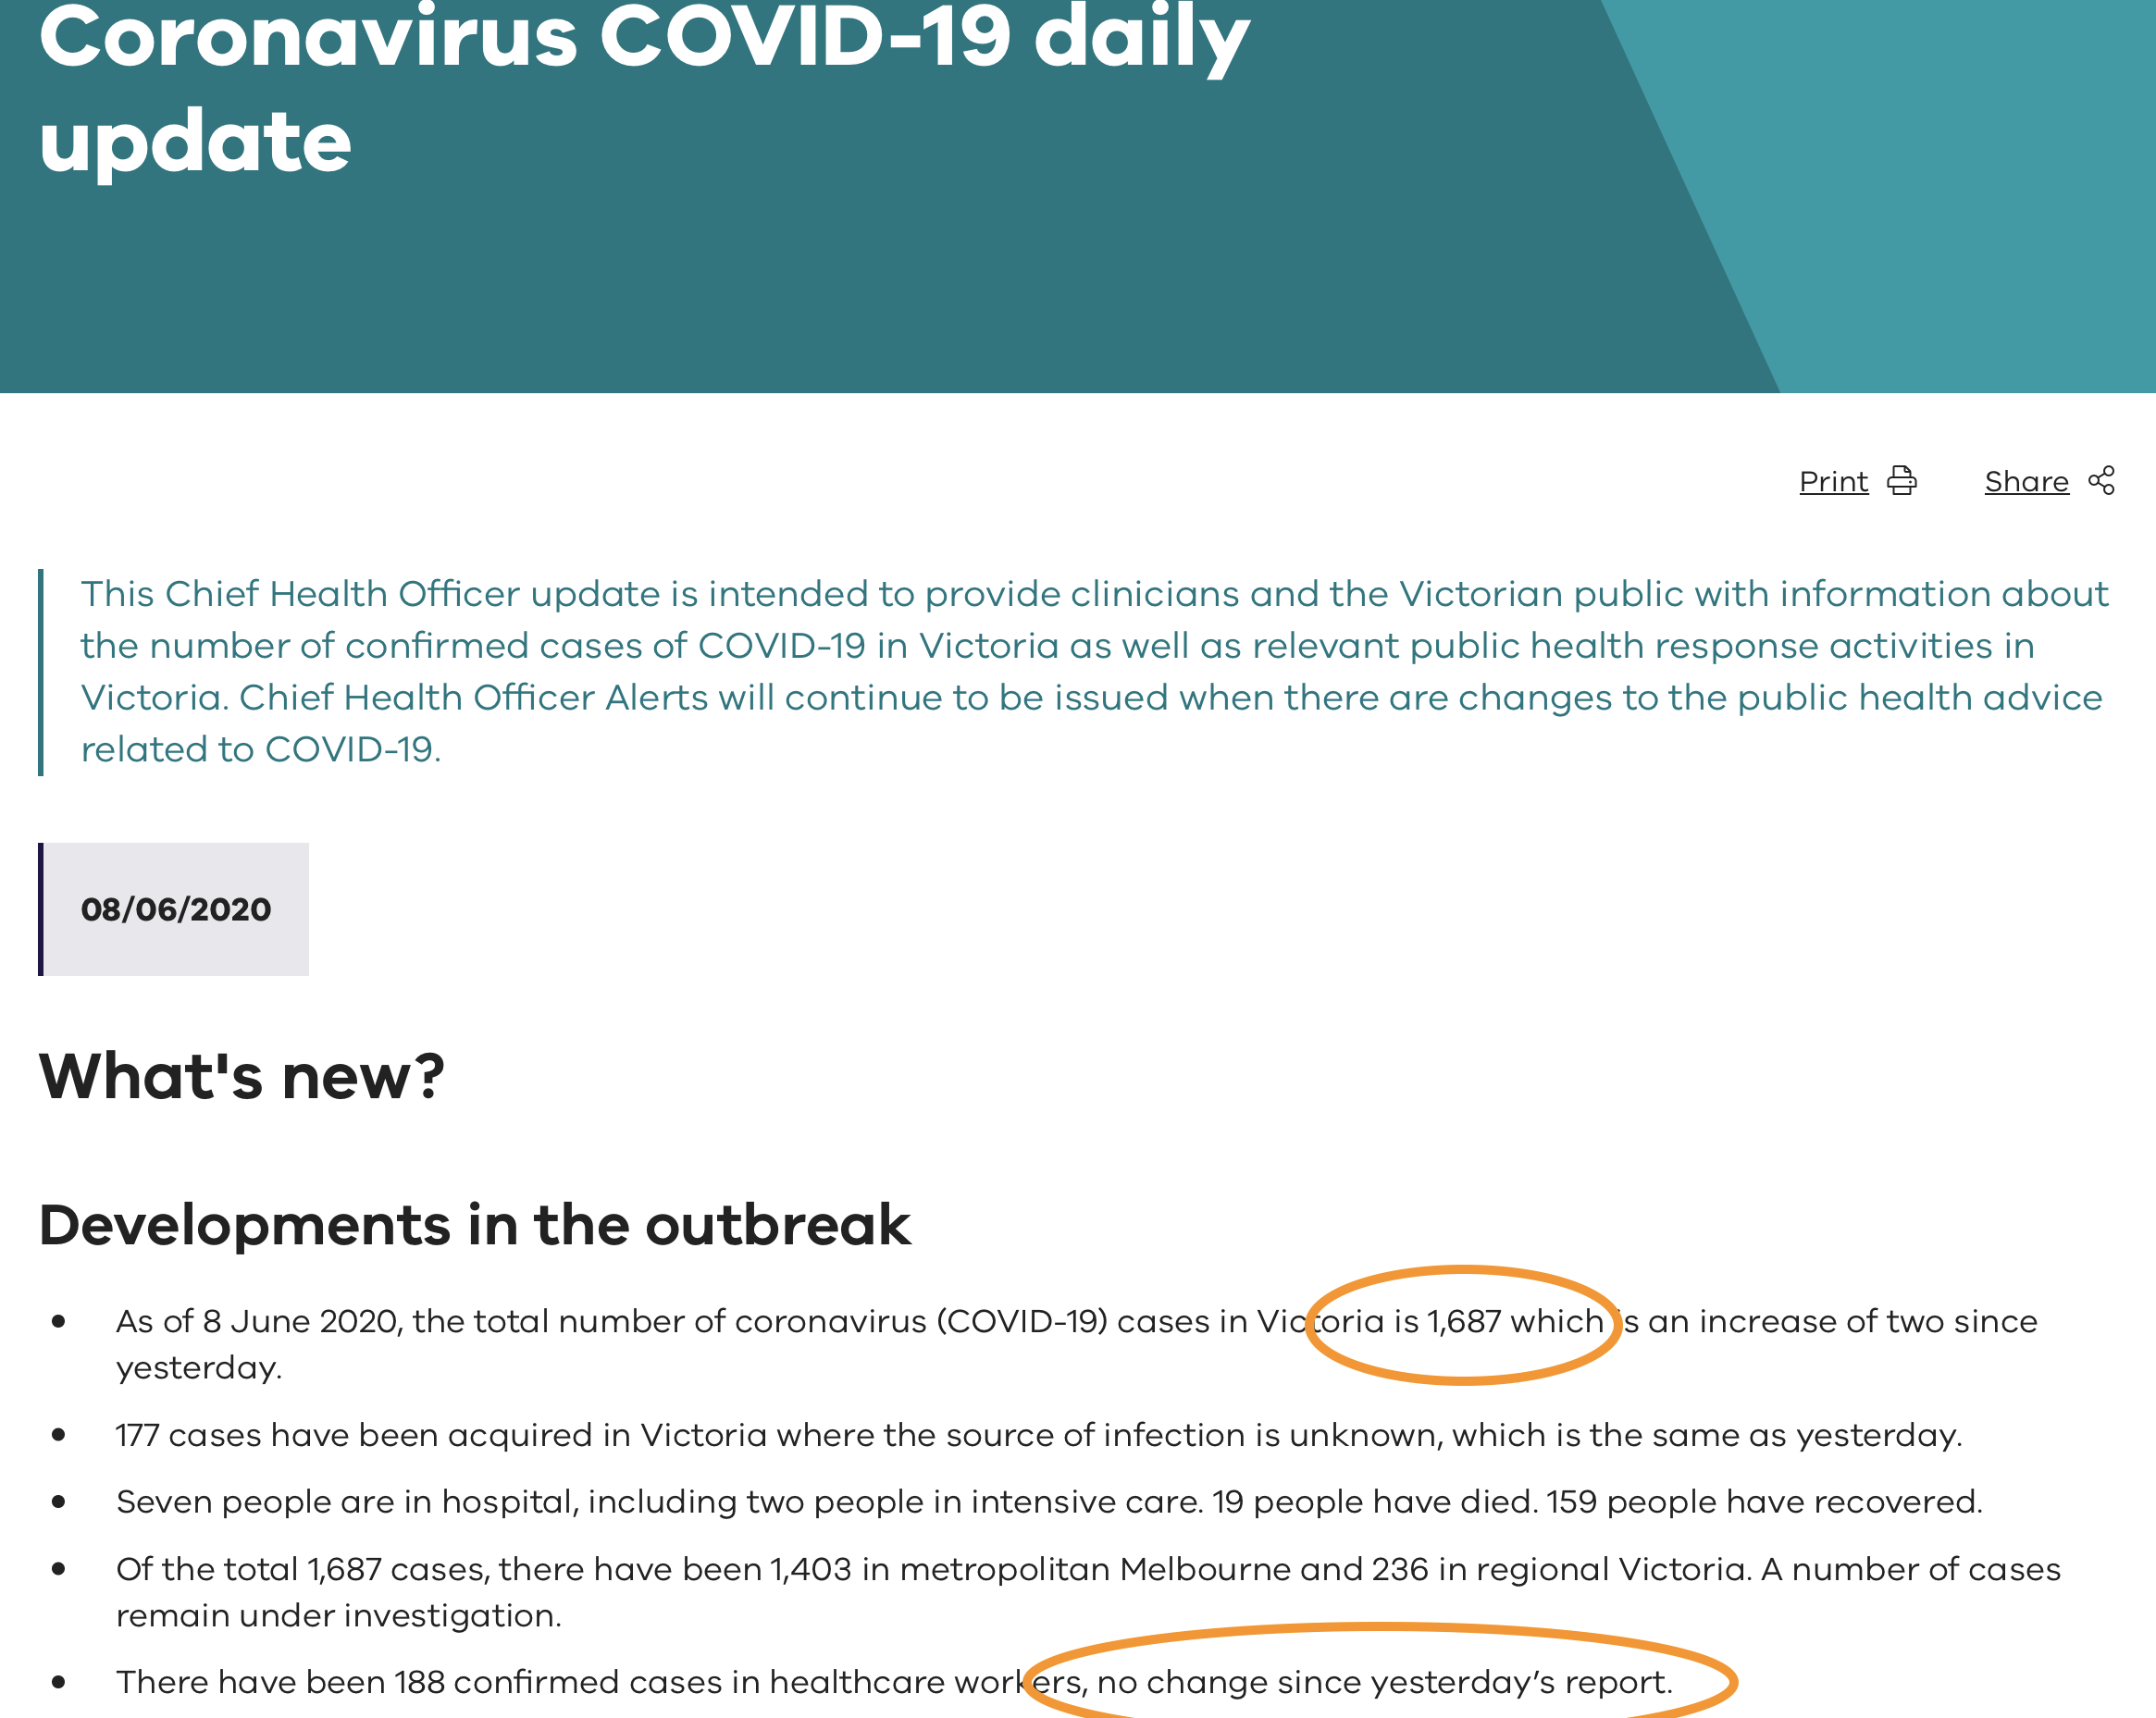 Coronavirus COVID-19 daily
update
Print
Share
This Chief Health Officer update is intended to provide clinicians and the Victorian public with information about
the number of confirmed cases of COVID-19 in Victoria as well as relevant public health response activities in
Victoria. Chief Health Officer Alerts will continue to be issued when there are changes to the public health advice
related to COVID-19.
08/06/2020
What's new?
Developments in the outbreak
• As of 8 June 2020, the total number of coronavirus (COVID-19) cases in Victoria is 1,687 which is an increase of two since
yesterday.
• 177 cases have been acquired in Victoria where the source of infection is unknown, which is the same as yesterday.
• Seven people are in hospital, including two people in intensive care. 19 people have died. 159 people have recovered.
• Of the total 1,687 cases, there have been 1,403 in metropolitan Melbourne and 236 in regional Victoria. A number of cases
remain under investigation.
• There have been 188 confirmed cases in healthcare workers, no change since yesterday’s report.